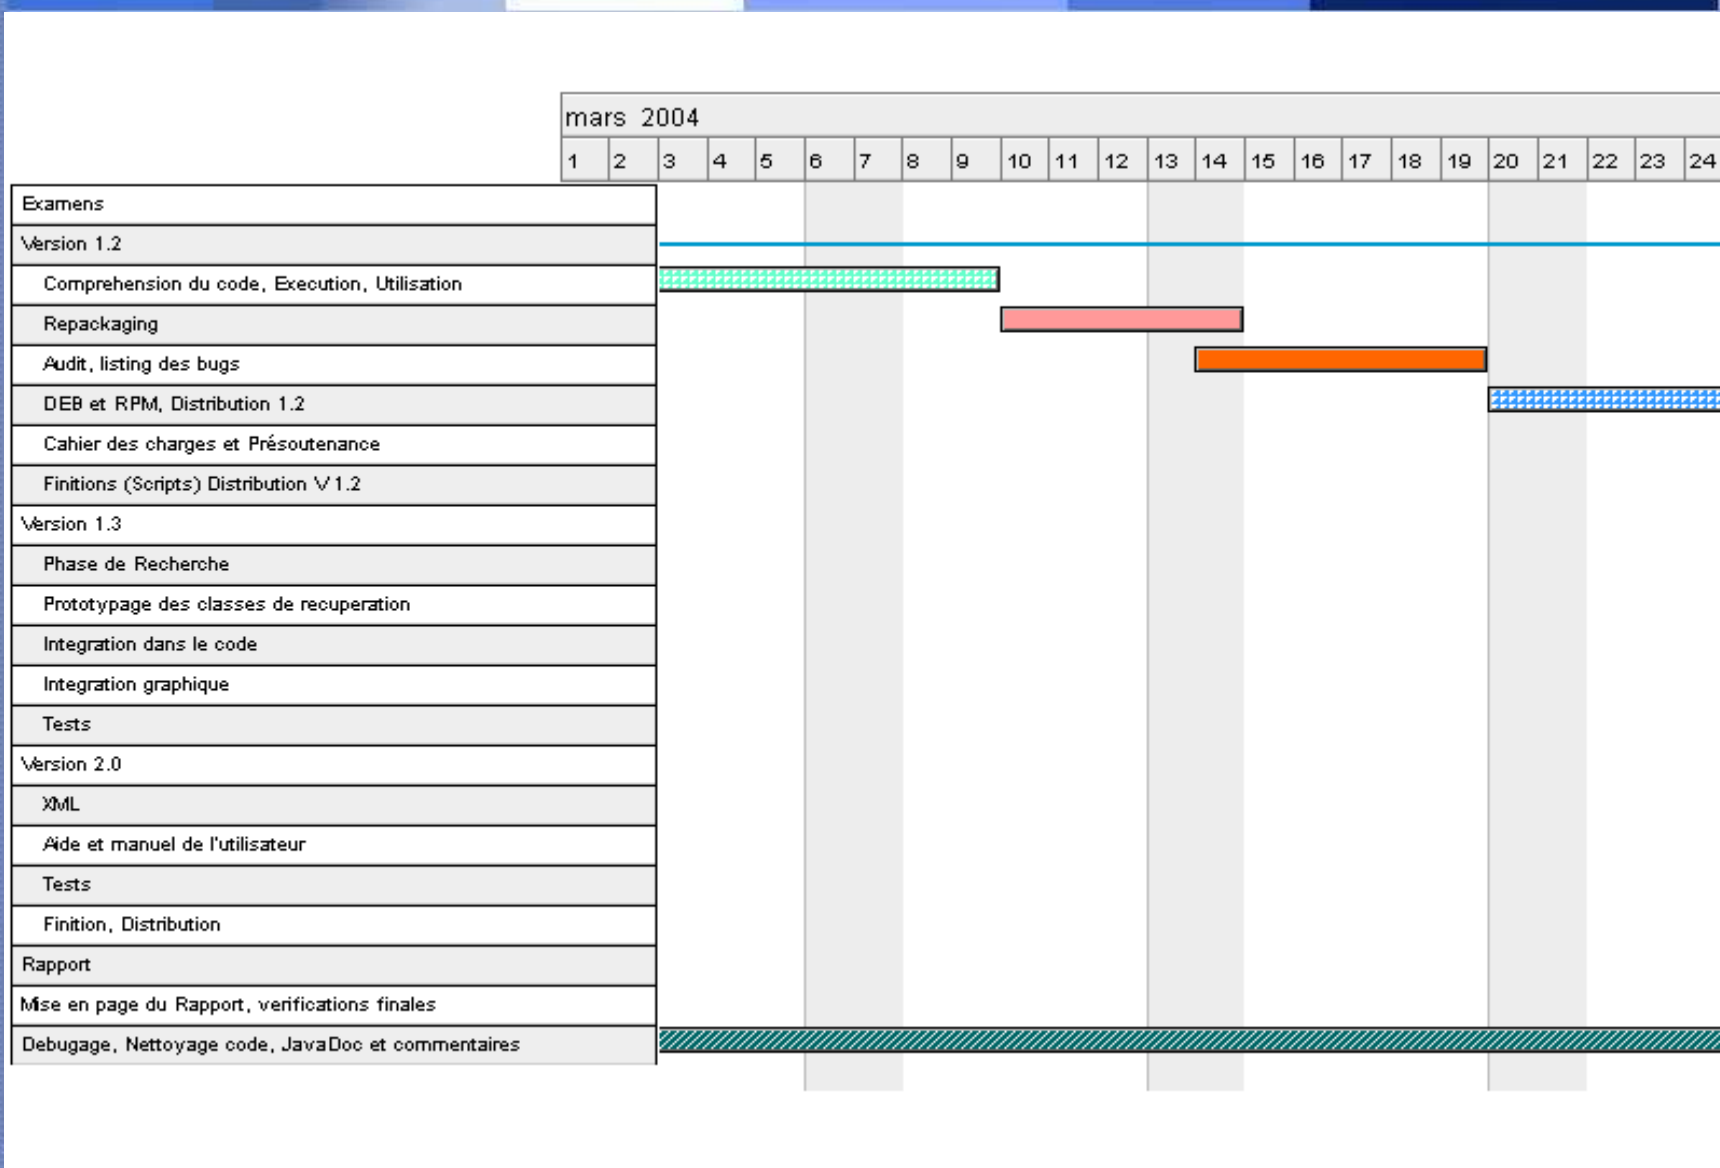 mars 2004
1 2 3 4 5 6 7 8 9 10 11 12 13 14 15 16 17 18 19 20 21 22 23 24
Examens
Version 1.2
Comprehension du code, Execution, Utilisation
Repackaging
Audit, listing des bugs
DEB et RPM, Distribution 1.2
Cahier des charges et Présoutenance
Finitions (Scripts) Distribution V 1.2
Version 1.3
Phase de Recherche
Prototypage des classes de recuperation
Integration dans le code
Integration graphique
Tests
Version 2.0
XML
Aide et manuel de l'utilisateur
Tests
Finition, Distribution
Rapport
Mise en page du Rapport, verifications finales
Debugage, Nettoyage code, JavaDoc et commentaires